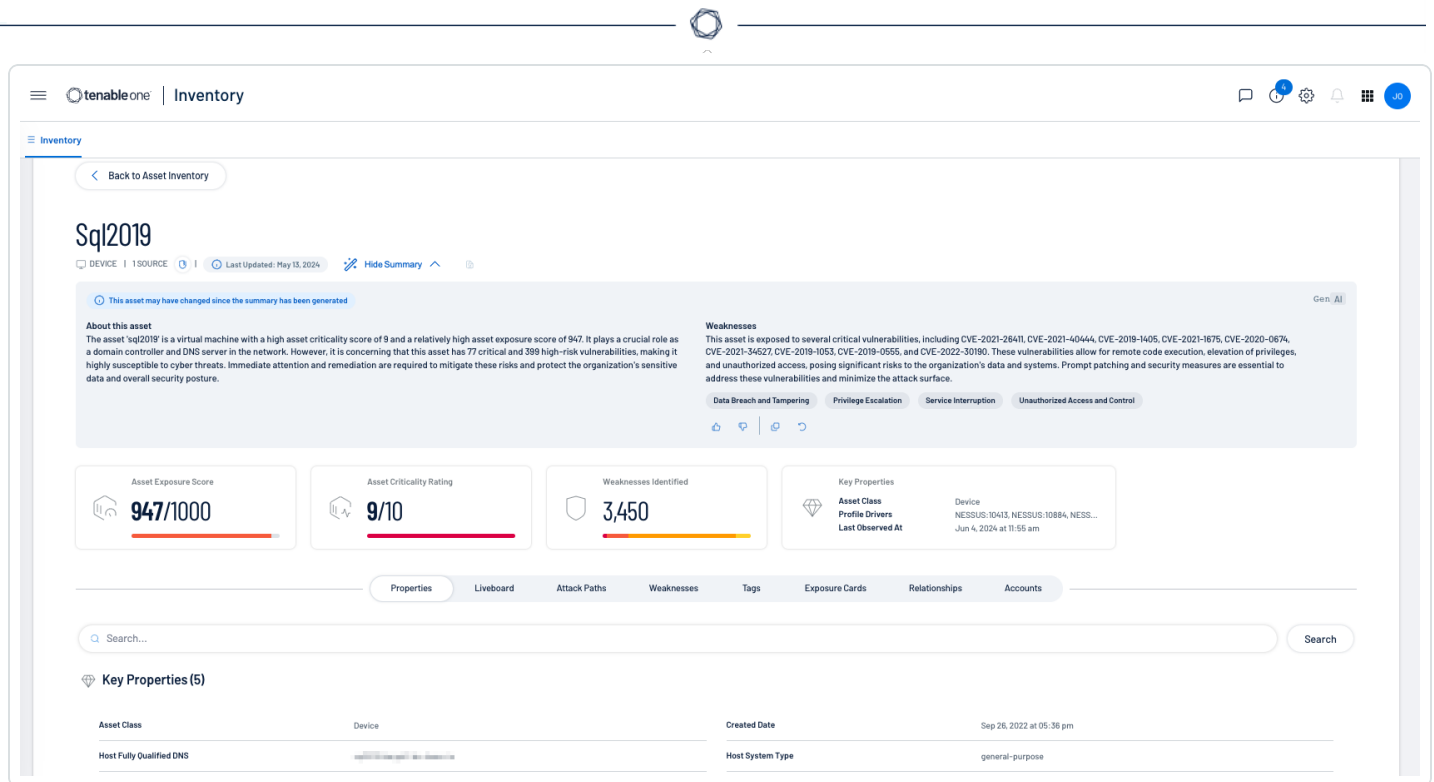 tenable one
Inventory
4
JO
Inventory
Back to Asset Inventory
Sql2019
DEVICE | 1 SOURCE | Last Updated: May 13, 2024 Hide Summary
This asset may have changed since the summary has been generated
Gen AI
About this asset
The asset 'sql2019' is a virtual machine with a high asset criticality score of 9 and a relatively high asset exposure score of 947. It plays a crucial role as
a domain controller and DNS server in the network. However, it is concerning that this asset has 77 critical and 399 high-risk vulnerabilities, making it
highly susceptible to cyber threats. Immediate attention and remediation are required to mitigate these risks and protect the organization's sensitive
data and overall security posture.
Weaknesses
This asset is exposed to several critical vulnerabilities, including CVE-2021-26411, CVE-2021-40444, CVE-2019-1405, CVE-2021-1675, CVE-2020-0674,
CVE-2021-34527, CVE-2019-1053, CVE-2019-0555, and CVE-2022-30190. These vulnerabilities allow for remote code execution, elevation of privileges,
and unauthorized access, posing significant risks to the organization's data and systems. Prompt patching and security measures are essential to
address these vulnerabilities and minimize the attack surface.
Data Breach and Tampering Privilege Escalation Service Interruption Unauthorized Access and Control
Asset Exposure Score
947/1000
Asset Criticality Rating
9/10
Weaknesses Identified
3,450
Key Properties
Asset Class Device
Profile Drivers NESSUS:10413, NESSUS:10884, NESS...
Last Observed At Jun 4, 2024 at 11:55 am
Properties Liveboard Attack Paths Weaknesses Tags Exposure Cards Relationships Accounts
Search...
Search
Key Properties (5)
Asset Class Device Created Date Sep 26, 2022 at 05:36 pm
Host Fully Qualified DNS Host System Type general-purpose